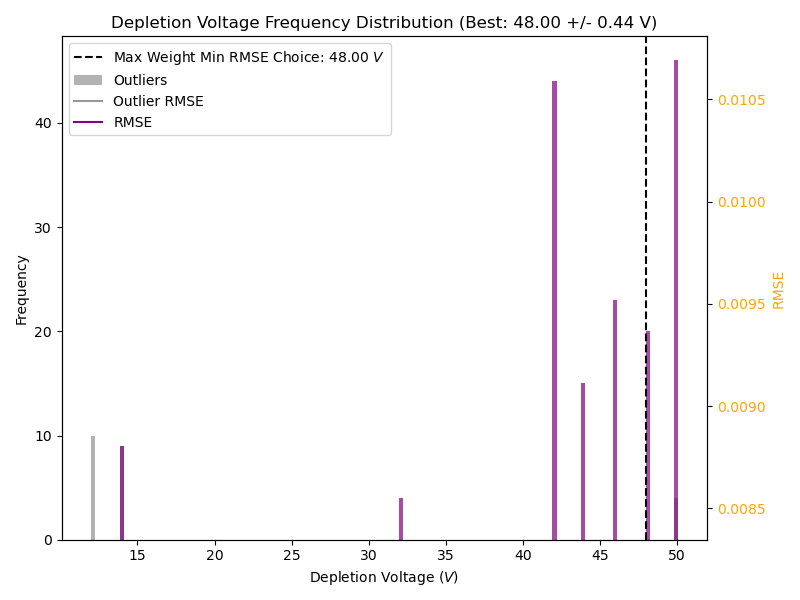 Depletion Voltage Frequency Distribution (Best: 48.00 +/- 0.44 V)
Max Weight Min RMSE Choice: 48.00 V
Outliers
Outlier RMSE
RMSE
Frequency
0
10
20
30
40
0.0105
0.0100
0.0095
0.0090
0.0085
RMSE
15 20 25 30 35 40 45 50
Depletion Voltage (V)